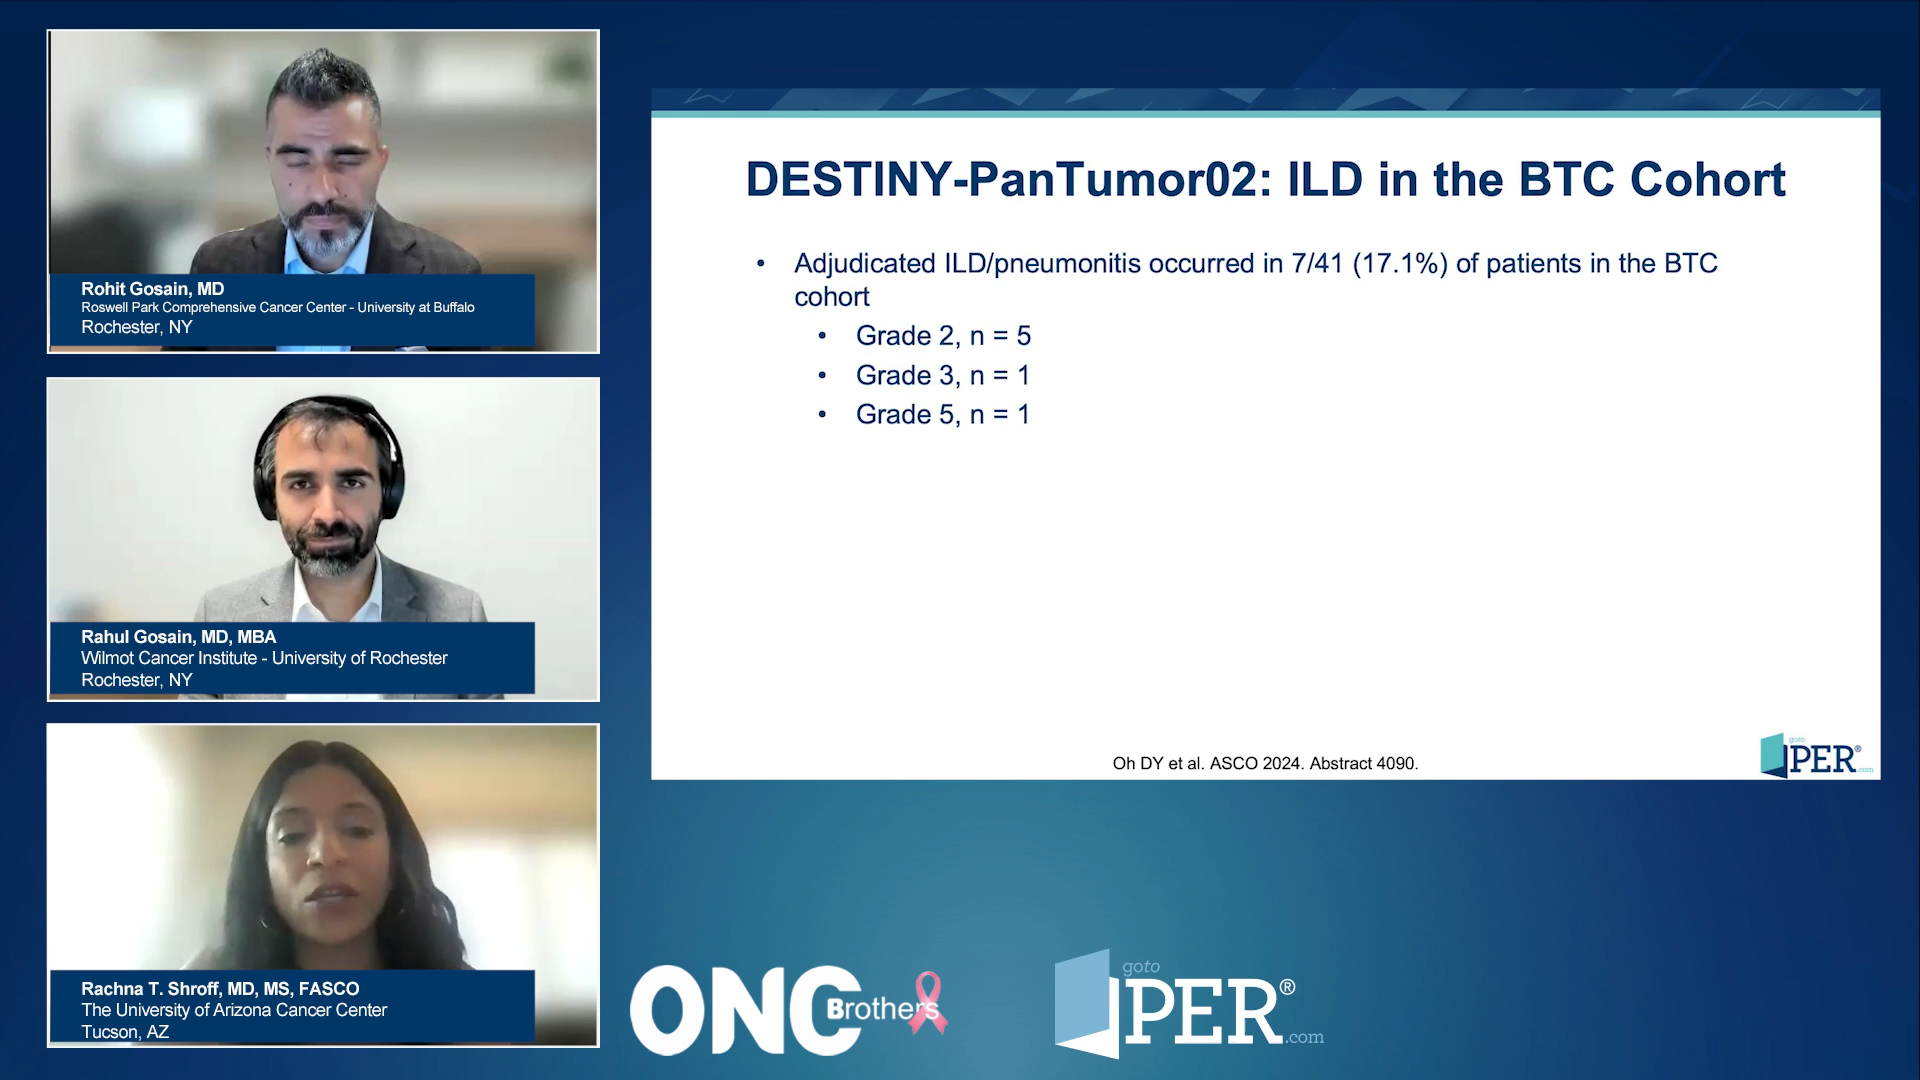 Rohit Gosain, MD
Roswell Park Comprehensive Cancer Center - University at Buffalo
Rochester, NY
Rahul Gosain, MD, MBA
Wilmot Cancer Institute - University of Rochester
Rochester, NY
Rachna T. Shroff, MD, MS, FASCO
The University of Arizona Cancer Center
Tucson, AZ
DESTINY-PanTumor02: ILD in the BTC Cohort
• Adjudicated ILD/pneumonitis occurred in 7/41 (17.1%) of patients in the BTC
cohort
• Grade 2, n = 5
• Grade 3, n = 1
• Grade 5, n = 1
Oh DY et al. ASCO 2024. Abstract 4090.
goto
PER®
.com
ONC
Brothers
goto
PER®
.com